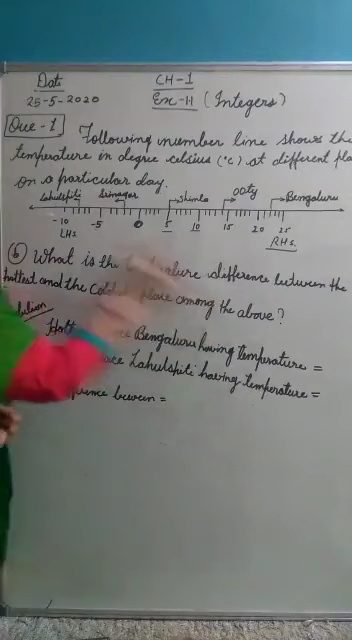 Date
25-5-2020
CH-1
Ex-1.1 (Integers)
Que-1 Following number line shows the
temperature in degree celsius (°c) at different pla
on a particular day.
Lahulspiti Srinagar Shimla ooty Bengaluru
-10 -5 0 5 10 15 20 25
LHS. RHs.
(b) What is the difference between the
hottest and the place among the above?
Bengaluru having temperature =
Lahulspiti having temperature =
=